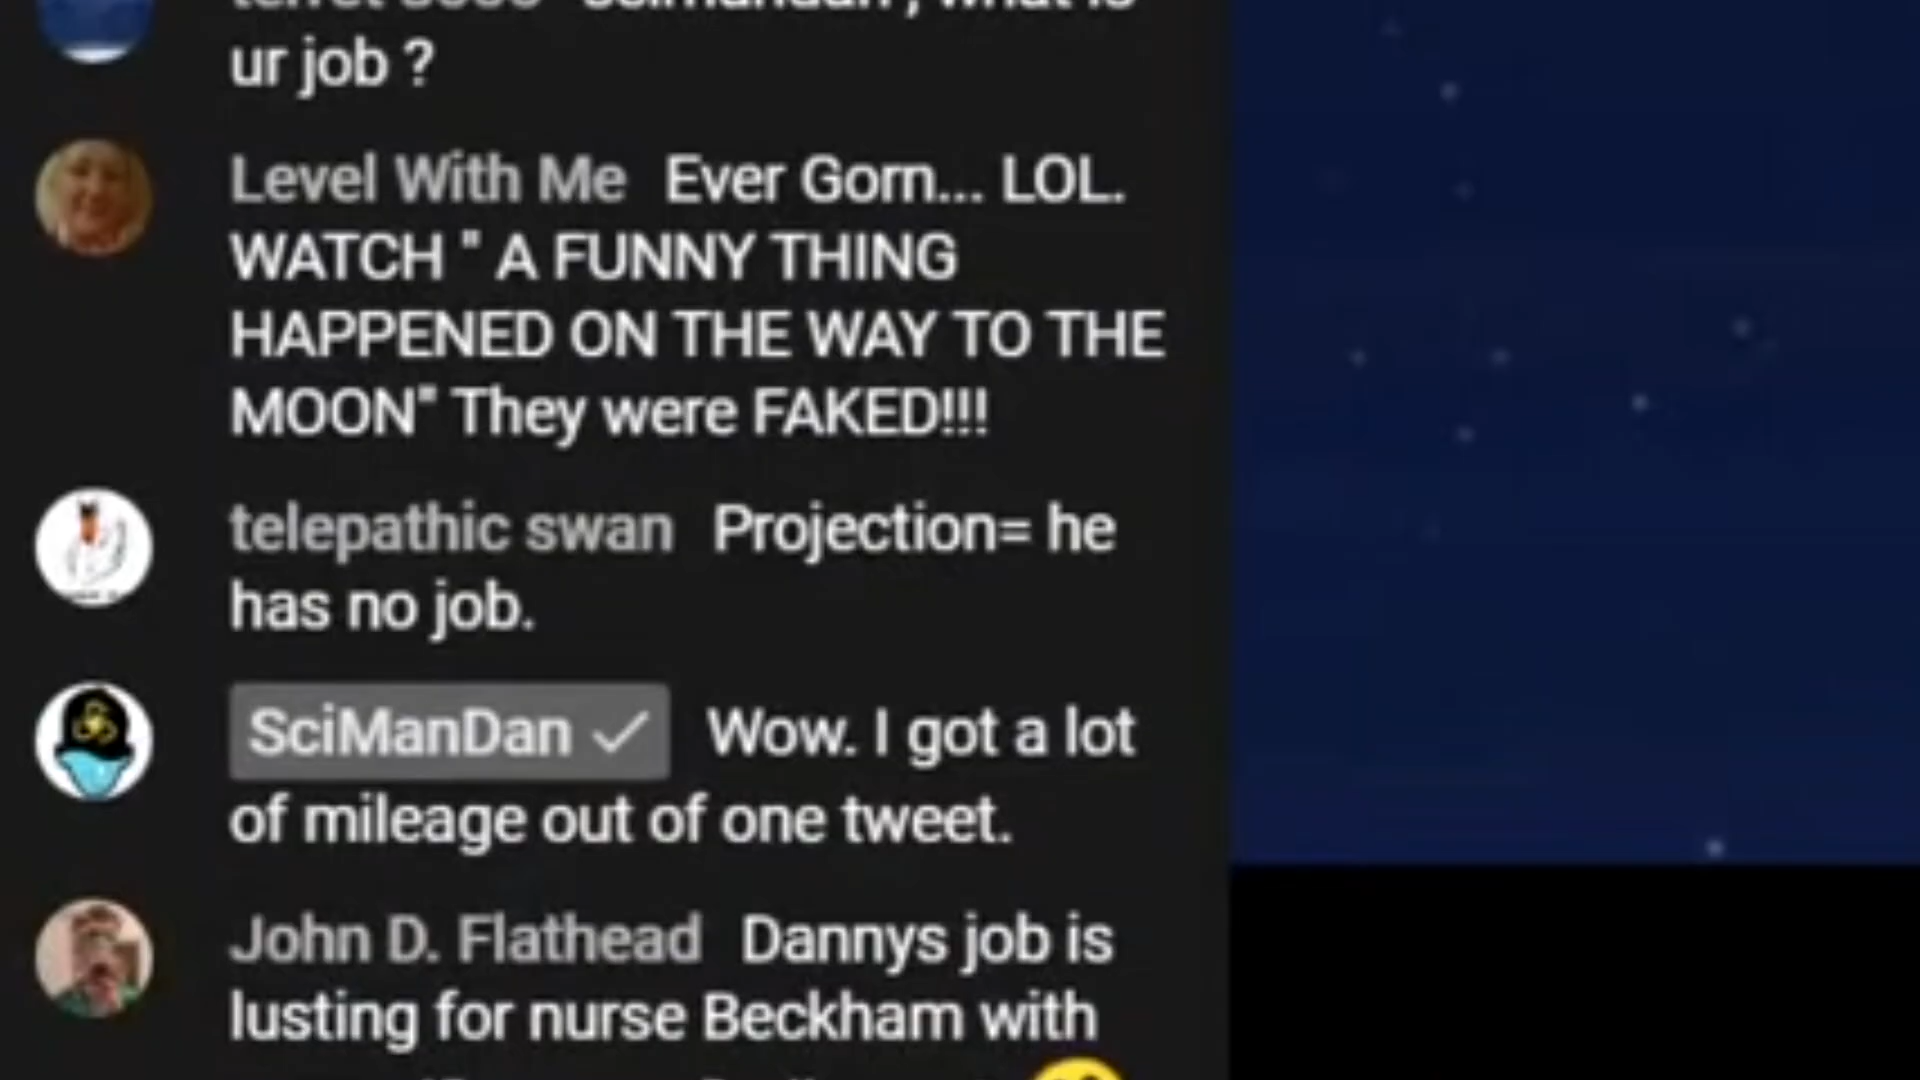 what is
ur job ?
Level With Me Ever Gorn... LOL.
WATCH " A FUNNY THING
HAPPENED ON THE WAY TO THE
MOON" They were FAKED!!!
telepathic swan Projection= he
has no job.
SciManDan ✓ Wow. I got a lot
of mileage out of one tweet.
John D. Flathead Dannys job is
lusting for nurse Beckham with